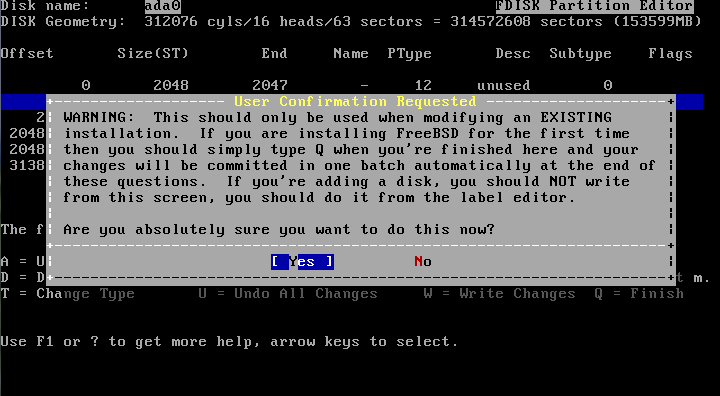 Disk name: ada0 FDISK Partition Editor
DISK Geometry: 312076 cyls/16 heads/63 sectors = 314572608 sectors (153599MB)
Offset Size(ST) End Name PType Desc Subtype Flags
0 2048 2047 - 12 unused 0
User Confirmation Requested
2 WARNING: This should only be used when modifying an EXISTING
2048 installation. If you are installing FreeBSD for the first time
2048 then you should simply type Q when you're finished here and your
3138 changes will be committed in one batch automatically at the end of
these questions. If you're adding a disk, you should NOT write
from this screen, you should do it from the label editor.
The f Are you absolutely sure you want to do this now?
A = U [ Yes ] No
D = D t m.
T = Change Type U = Undo All Changes W = Write Changes Q = Finish
Use F1 or ? to get more help, arrow keys to select.